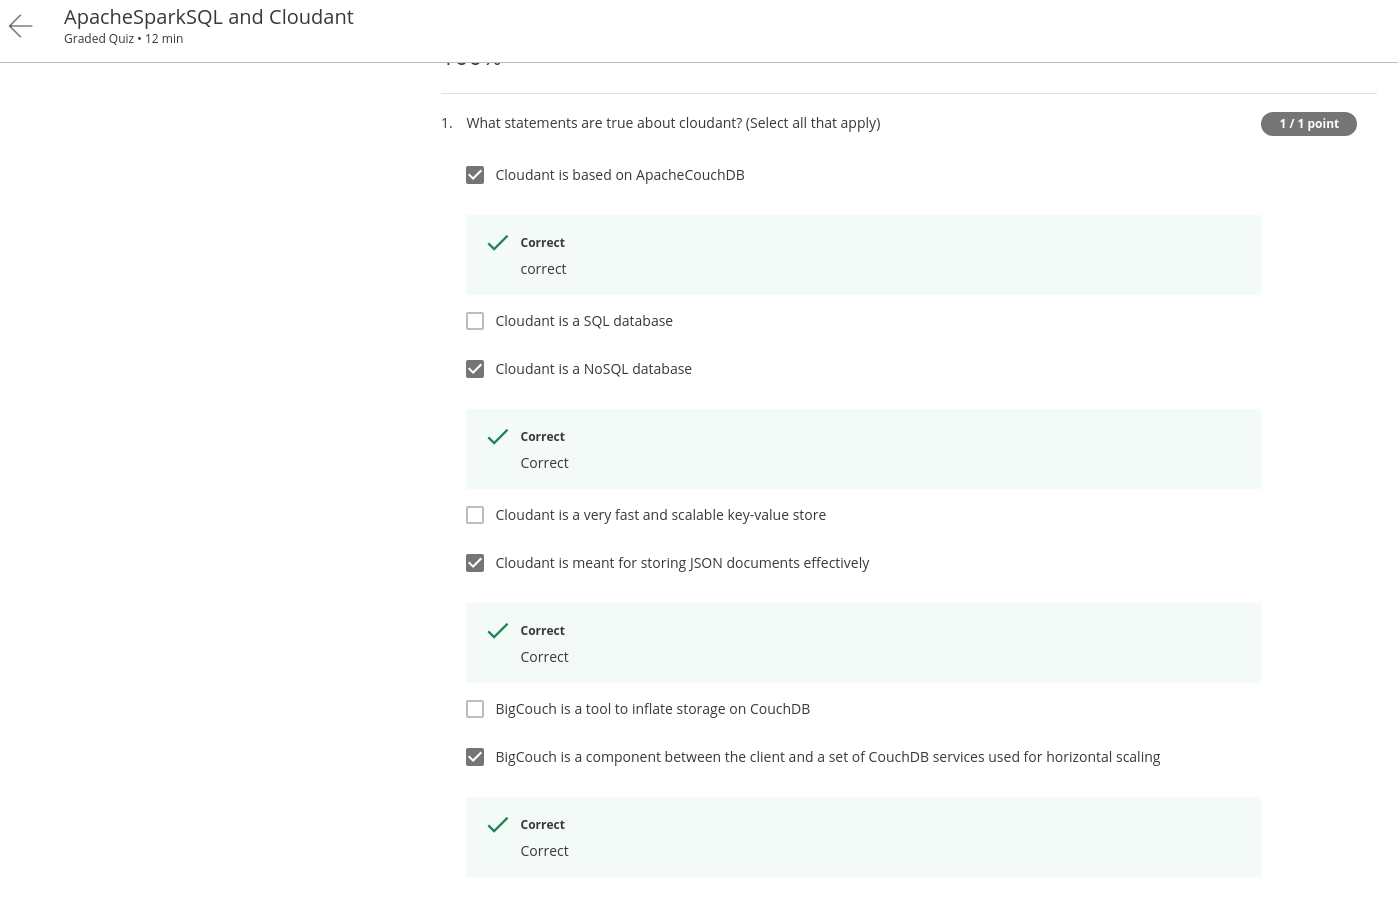 ApacheSparkSQL and Cloudant
Graded Quiz • 12 min
1. What statements are true about cloudant? (Select all that apply)
1 / 1 point
Cloudant is based on ApacheCouchDB
Correct
correct
Cloudant is a SQL database
Cloudant is a NoSQL database
Correct
Correct
Cloudant is a very fast and scalable key-value store
Cloudant is meant for storing JSON documents effectively
Correct
Correct
BigCouch is a tool to inflate storage on CouchDB
BigCouch is a component between the client and a set of CouchDB services used for horizontal scaling
Correct
Correct